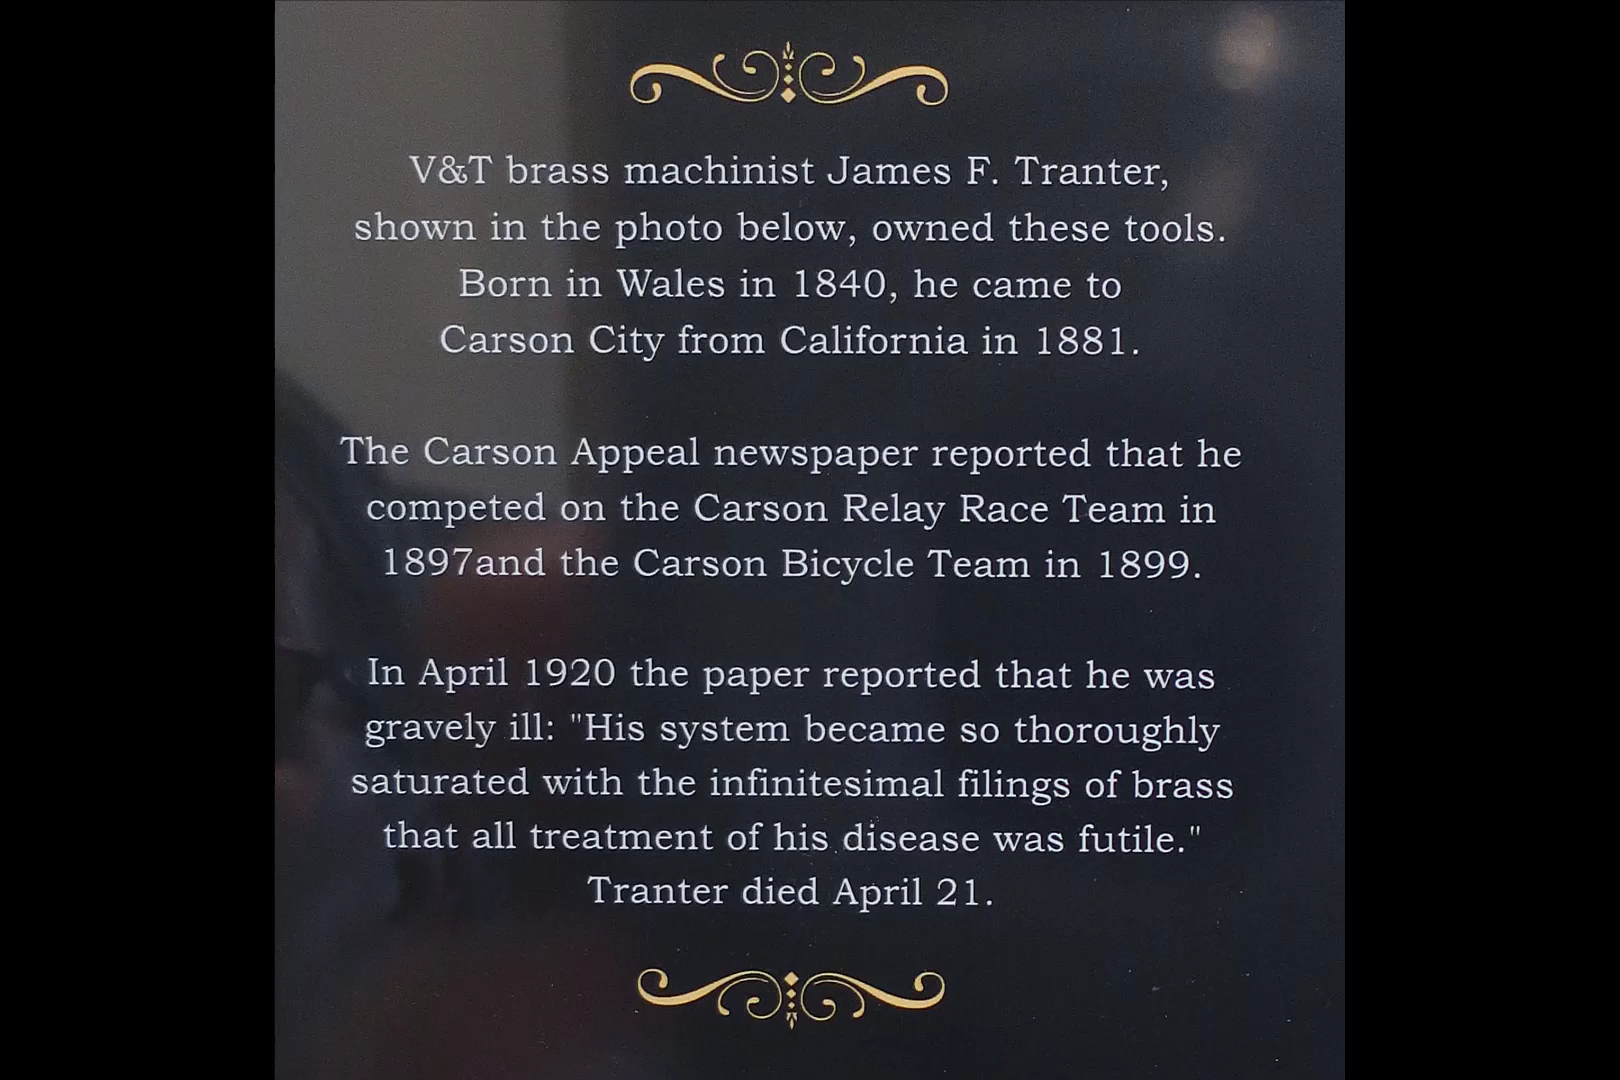 V&T brass machinist James F. Tranter,
shown in the photo below, owned these tools.
Born in Wales in 1840, he came to
Carson City from California in 1881.
The Carson Appeal newspaper reported that he
competed on the Carson Relay Race Team in
1897and the Carson Bicycle Team in 1899.
In April 1920 the paper reported that he was
gravely ill: "His system became so thoroughly
saturated with the infinitesimal filings of brass
that all treatment of his disease was futile."
Tranter died April 21.